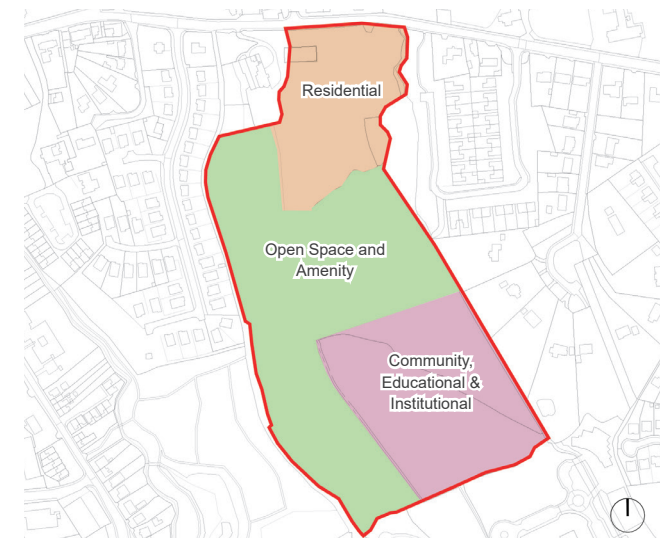 Residential
Open Space and
Amenity
Community,
Educational &
Institutional